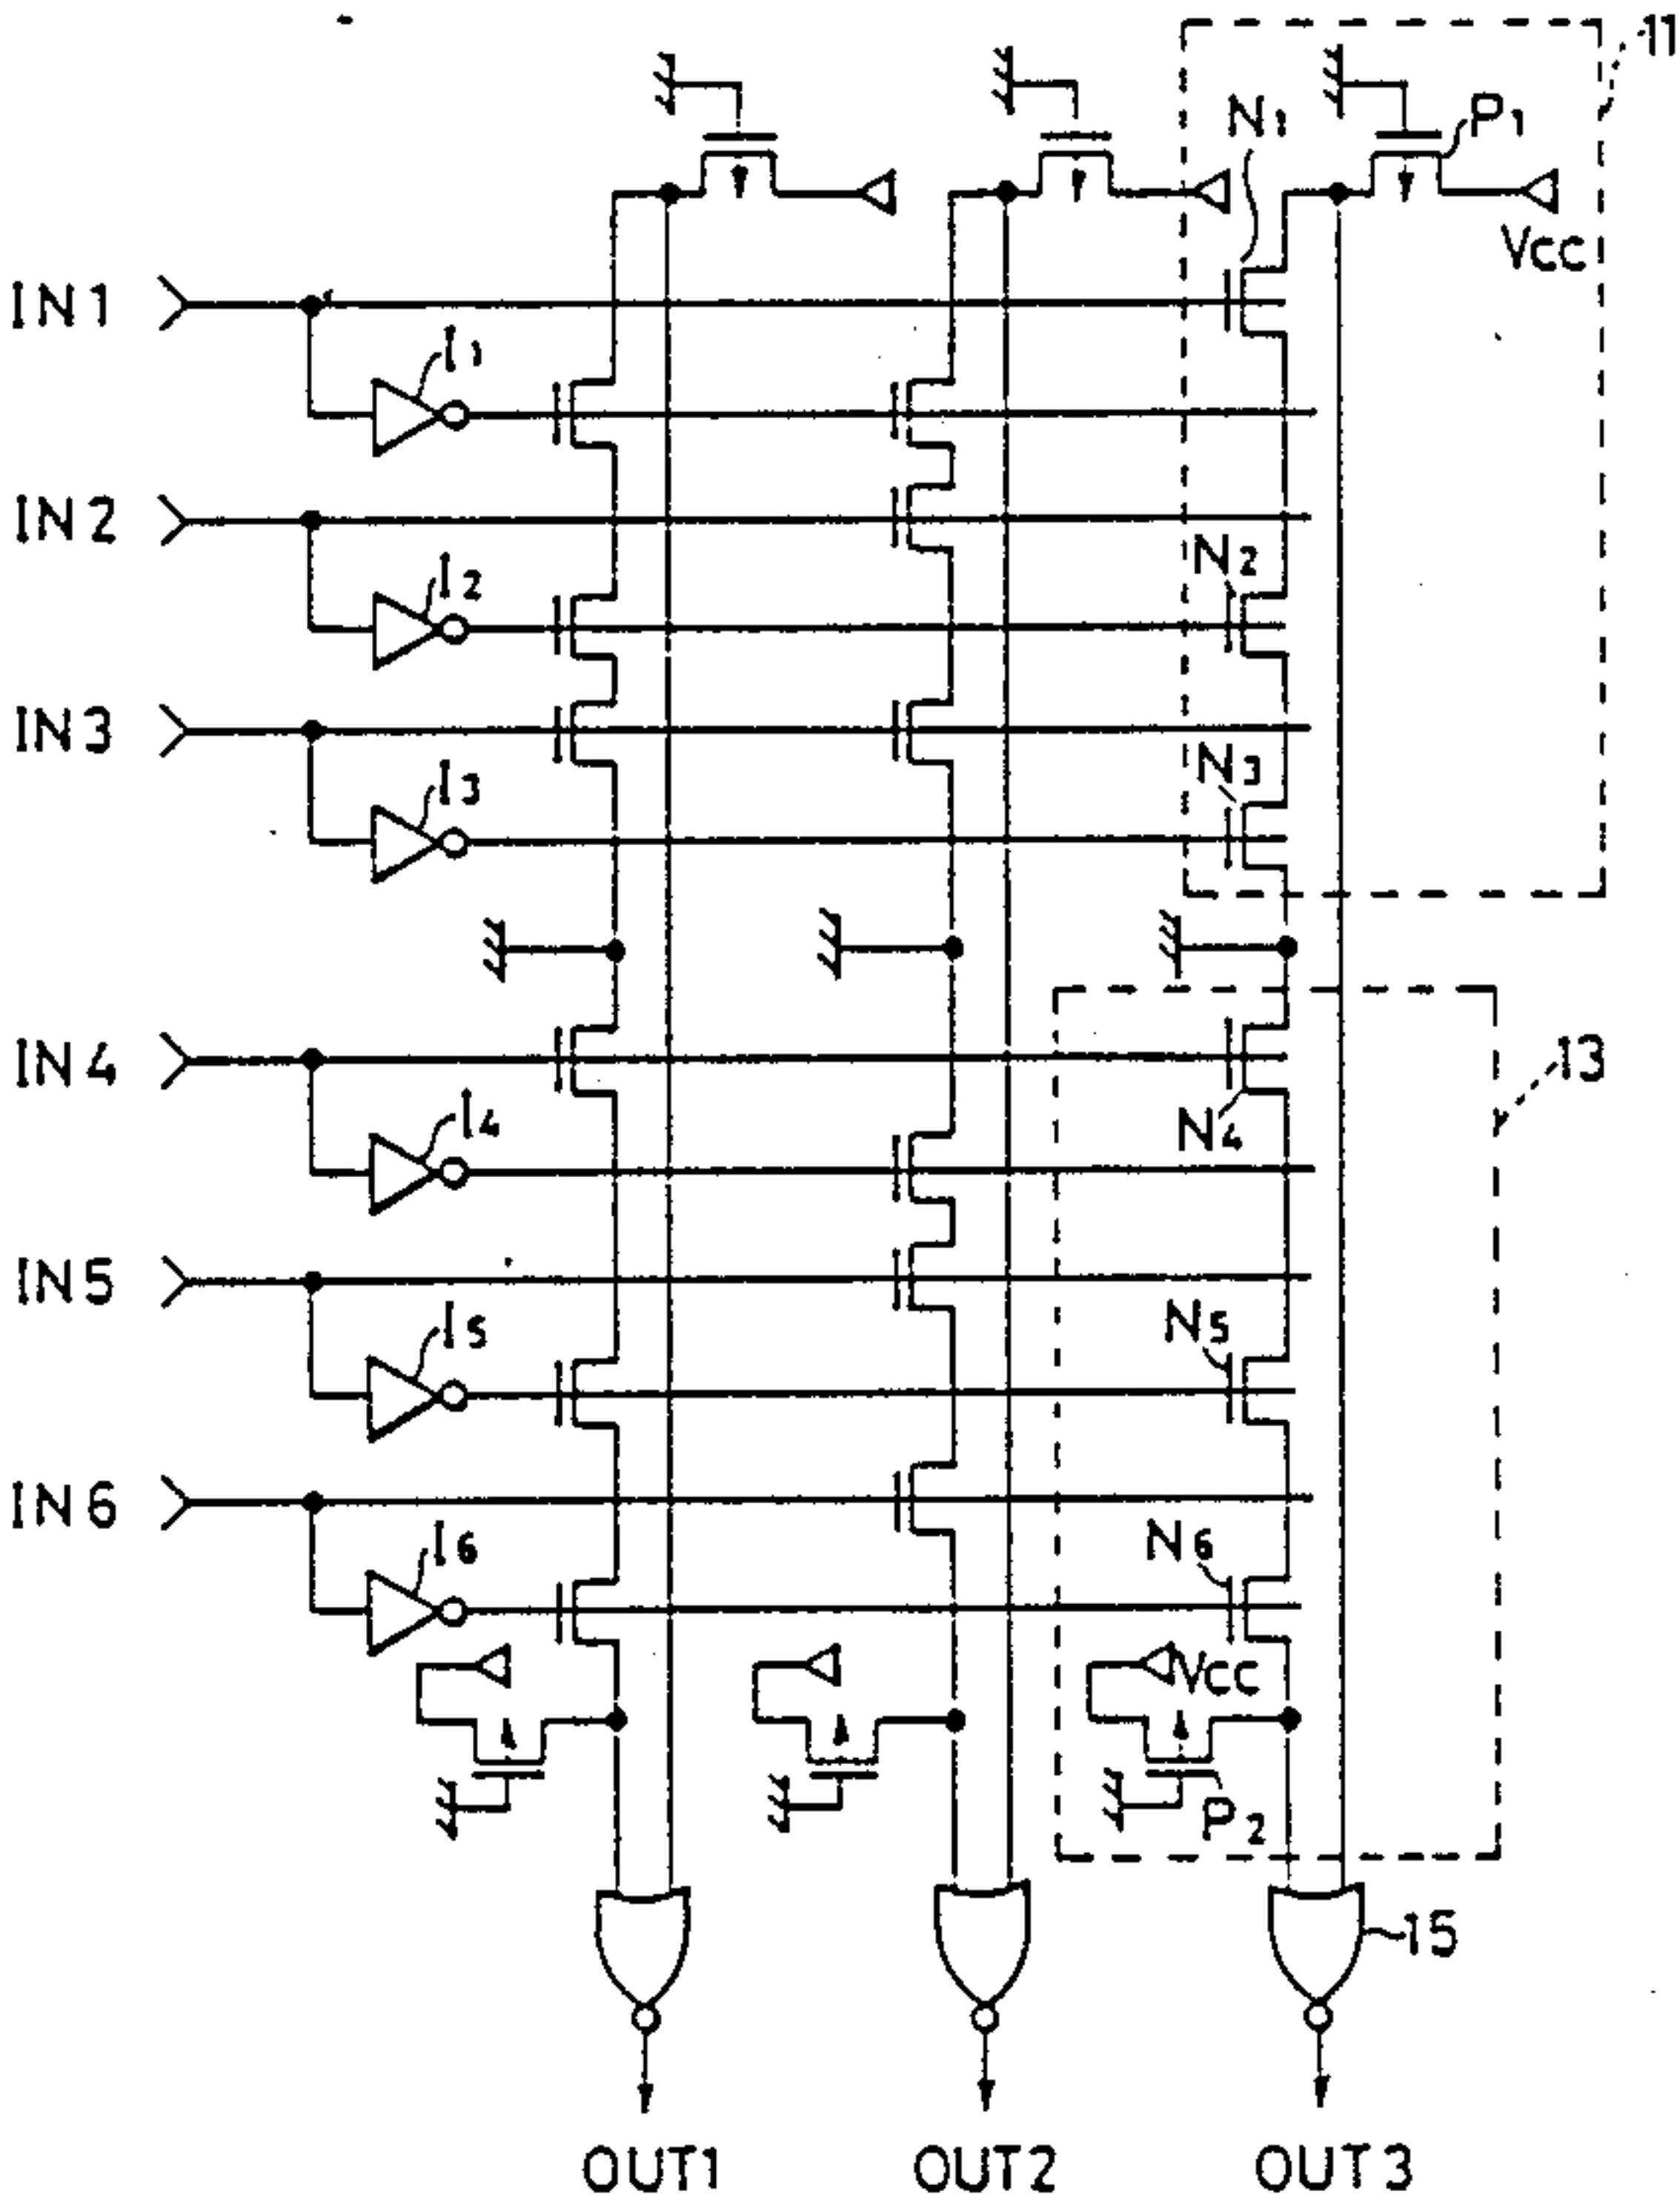 11
N1
P1
VCC
IN1
I1
IN2
I2
N2
IN3
I3
N3
IN4
13
I4
N4
IN5
I5
N5
IN6
I6
N6
VCC
P2
15
OUT1
OUT2
OUT3